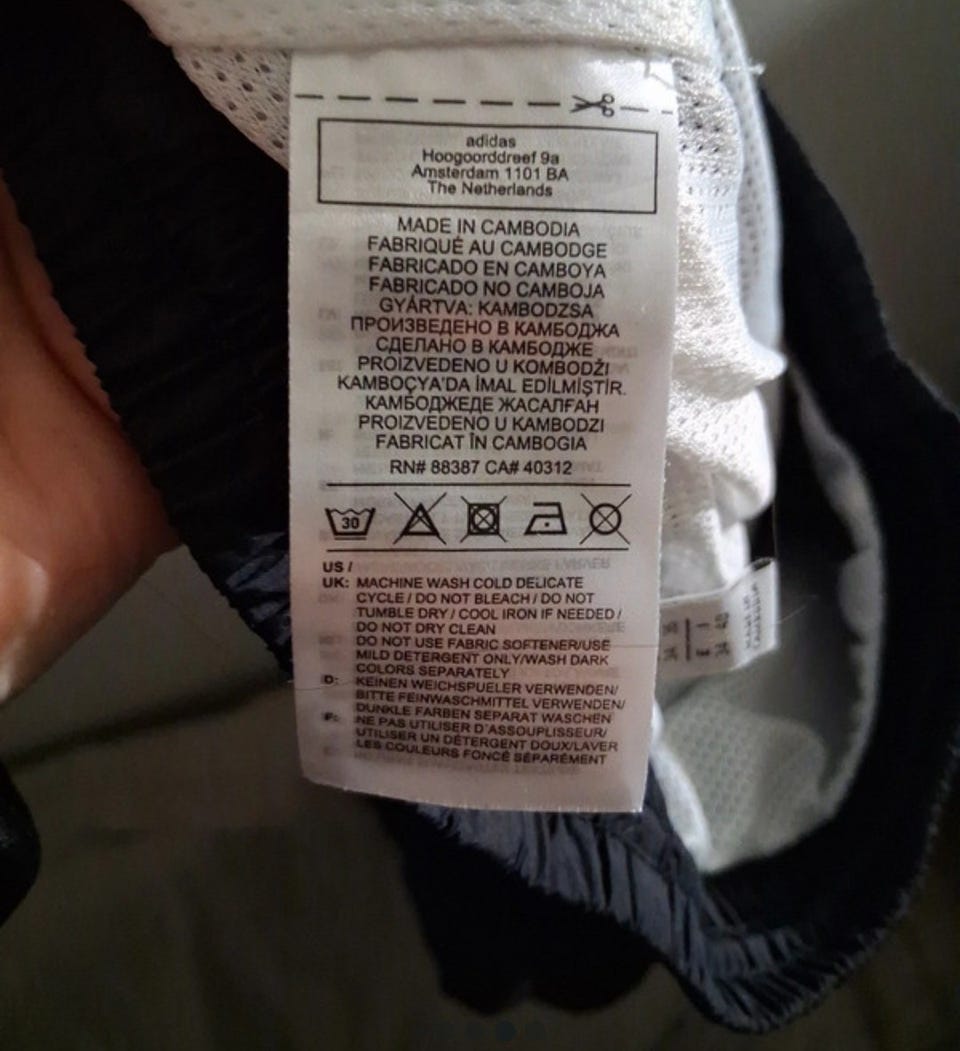 adidas
Hoogoorddreef 9a
Amsterdam 1101 BA
The Netherlands
MADE IN CAMBODIA
FABRIQUÉ AU CAMBODGE
FABRICADO EN CAMBOYA
FABRICADO NO CAMBOJA
GYÁRTVA: KAMBODZSA
ПРОИЗВЕДЕНО В КАМБОДЖА
СДЕЛАНО В КАМБОДЖЕ
PROIZVEDENO U KOMBODŽI
KAMBOÇYA'DA İMAL EDİLMİŞTİR.
КАМБОДЖЕДЕ ЖАСАЛҒАН
PROIZVEDENO U KAMBODZI
FABRICAT ÎN CAMBOGIA
RN# 88387 CA# 40312
30
US /
UK: MACHINE WASH COLD DELICATE
CYCLE / DO NOT BLEACH / DO NOT
TUMBLE DRY / COOL IRON IF NEEDED /
DO NOT DRY CLEAN
DO NOT USE FABRIC SOFTENER/USE
MILD DETERGENT ONLY/WASH DARK
COLORS SEPARATELY
D: KEINEN WEICHSPUELER VERWENDEN/
BITTE FEINWASCHMITTEL VERWENDEN/
DUNKLE FARBEN SEPARAT WASCHEN
F: NE PAS UTILISER D'ASSOUPLISSEUR/
UTILISER UN DÉTERGENT DOUX/LAVER
LES COULEURS FONCÉ SÉPARÉMENT